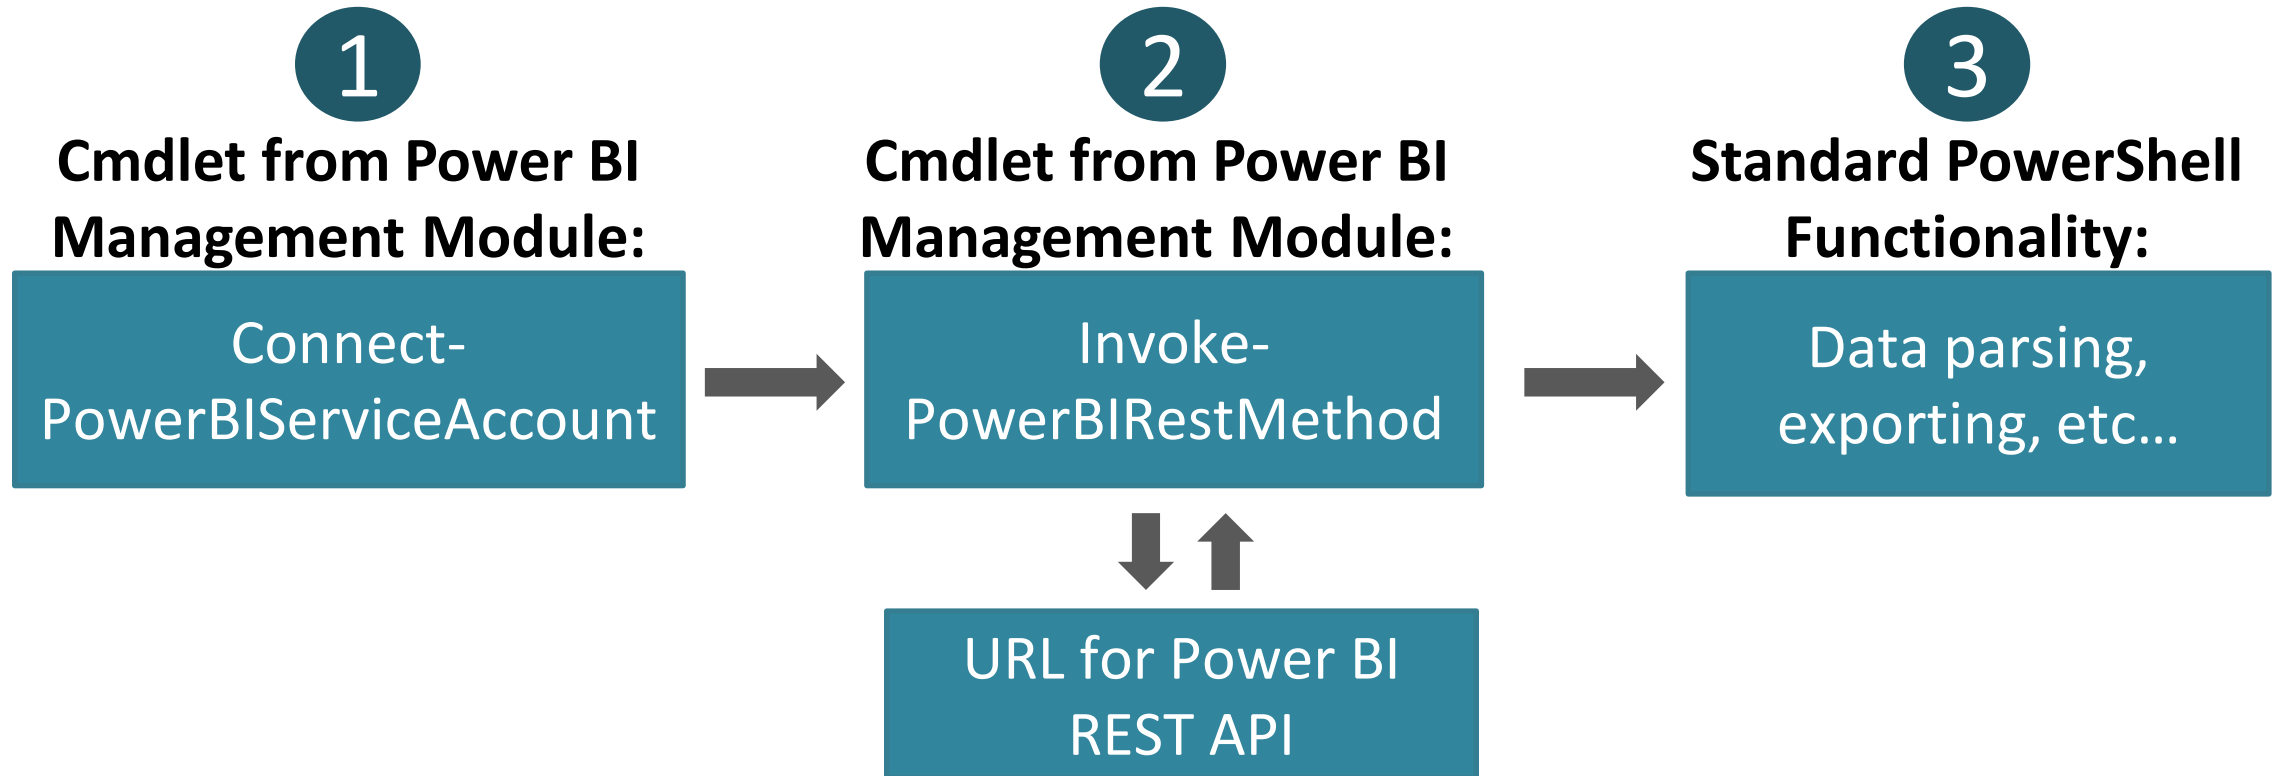 1
Cmdlet from Power BI
Management Module:
Connect-
PowerBIServiceAccount
2
Cmdlet from Power BI
Management Module:
Invoke-
PowerBIRestMethod
URL for Power BI
REST API
3
Standard PowerShell
Functionality:
Data parsing,
exporting, etc...